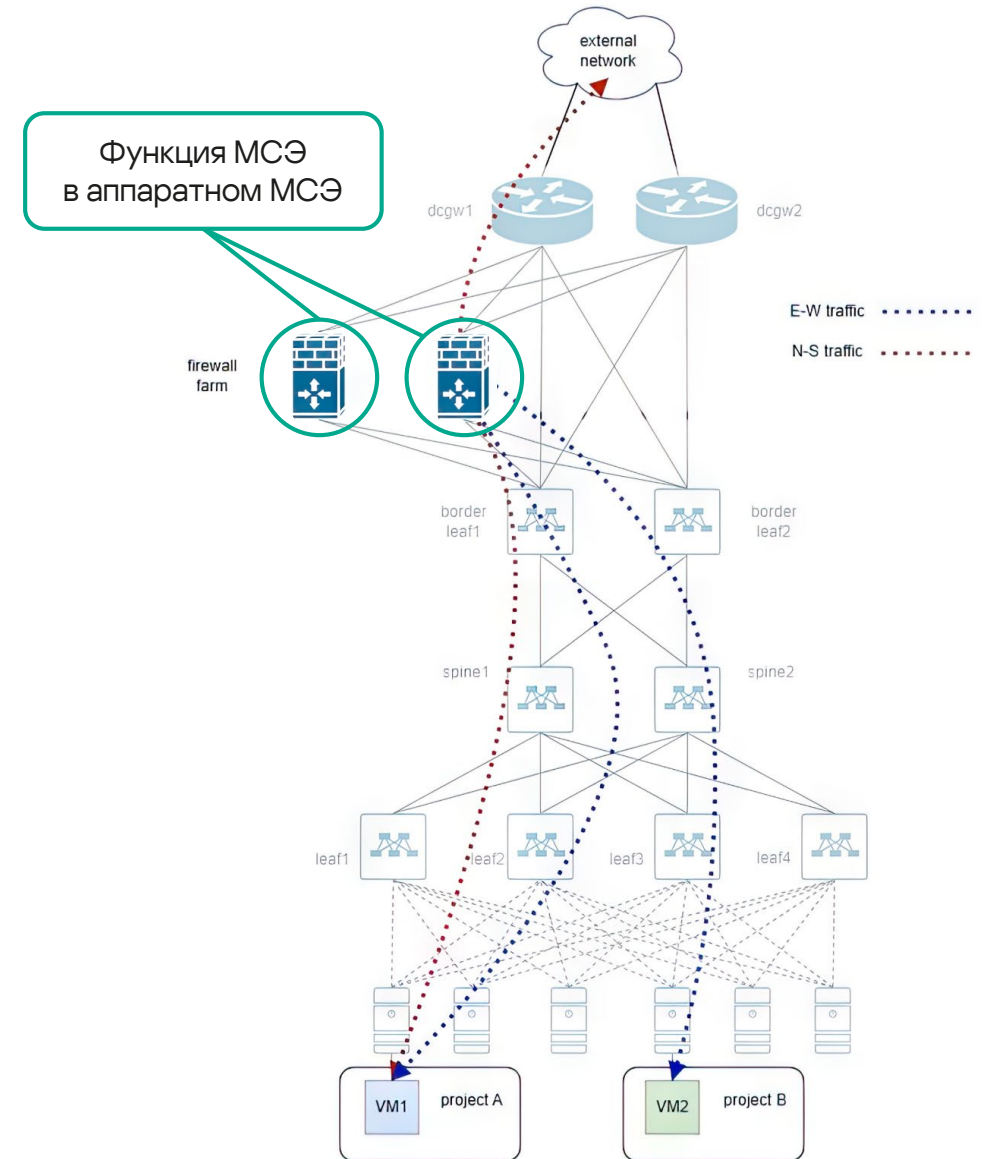 external
network
Функция МСЭ
в аппаратном МСЭ
dcgw1
dcgw2
E-W traffic
N-S traffic
firewall
farm
border
leaf1
border
leaf2
spine1
spine2
leaf1
leaf2
leaf3
leaf4
VM1
project A
VM2
project B